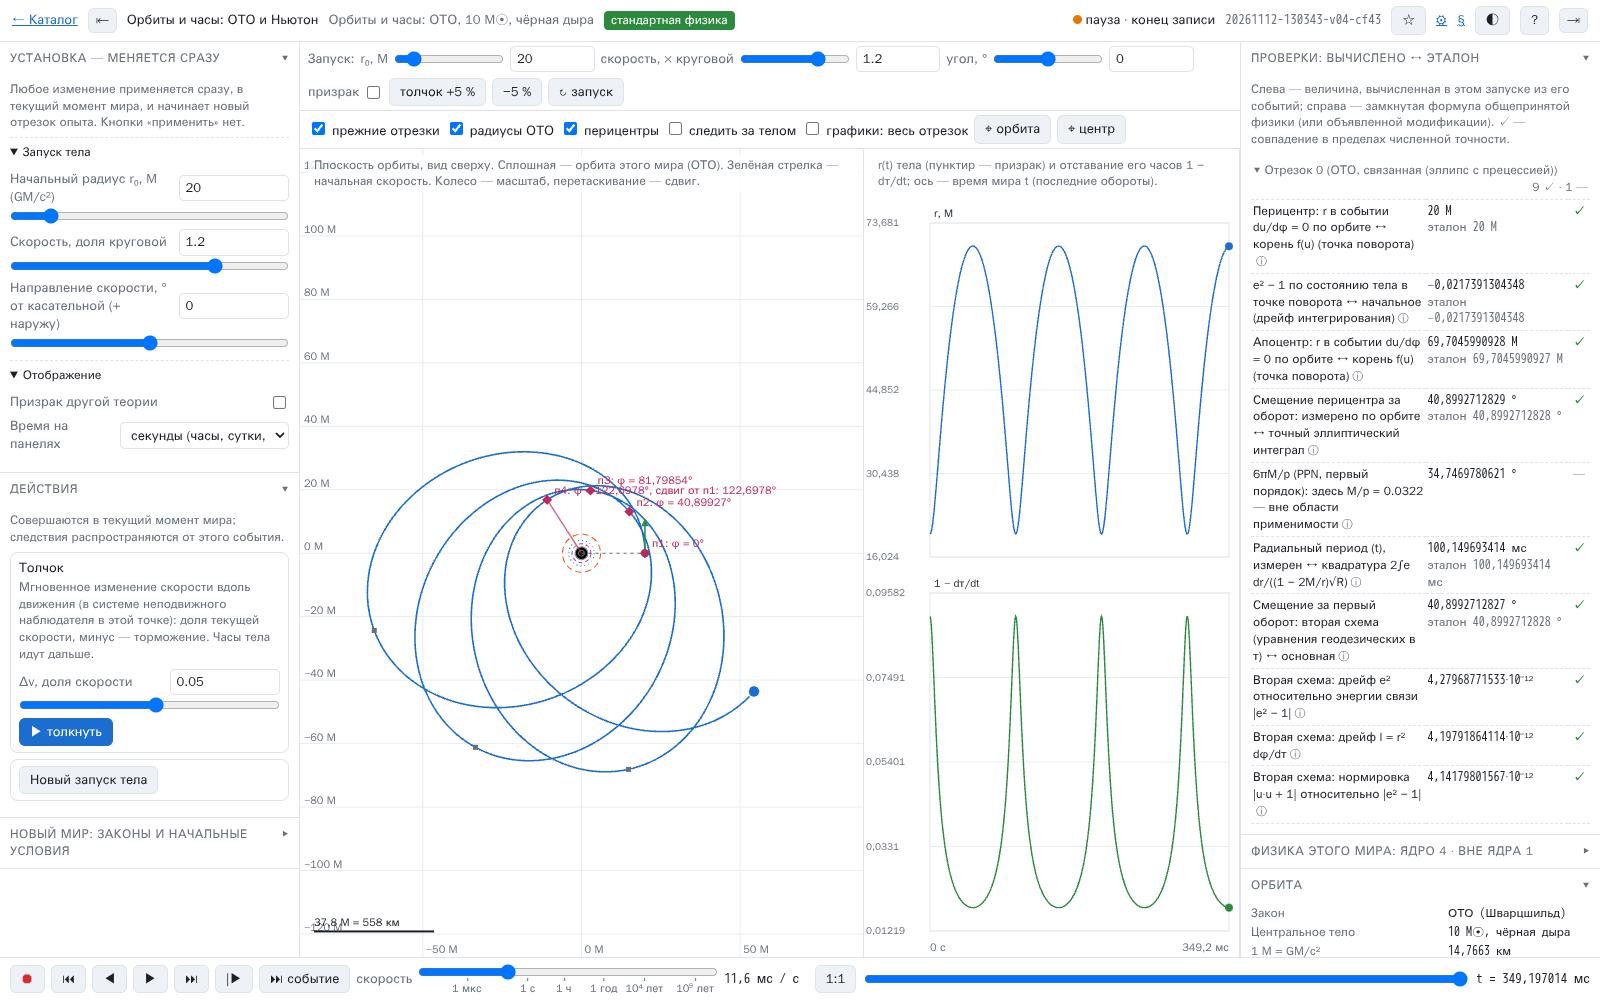 ← Каталог
⇤
Орбиты и часы: ОТО и Ньютон
Орбиты и часы: ОТО, 10 M☉, чёрная дыра
стандартная физика
пауза · конец записи
20261112-130343-v04-cf43
☆
⚙
§
◐
?
⇥
УСТАНОВКА — МЕНЯЕТСЯ СРАЗУ
Любое изменение применяется сразу, в
текущий момент мира, и начинает новый
отрезок опыта. Кнопки «применить» нет.
▼ Запуск тела
Начальный радиус r₀, M
(GM/c²)
20
Скорость, доля круговой
1.2
Направление скорости, °
от касательной (+
наружу)
0
▼ Отображение
Призрак другой теории
Время на
панелях
секунды (часы, сутки,
ДЕЙСТВИЯ
Совершаются в текущий момент мира;
следствия распространяются от этого события.
Толчок
Мгновенное изменение скорости вдоль
движения (в системе неподвижного
наблюдателя в этой точке): доля текущей
скорости, минус — торможение. Часы тела
идут дальше.
Δv, доля скорости
0.05
▶ толкнуть
Новый запуск тела
НОВЫЙ МИР: ЗАКОНЫ И НАЧАЛЬНЫЕ
УСЛОВИЯ
Запуск: r₀, M
20
скорость, × круговой
1.2
угол, °
0
призрак
толчок +5 %
−5 %
↻ запуск
прежние отрезки
радиусы ОТО
перицентры
следить за телом
графики: весь отрезок
⌖ орбита
⌖ центр
Плоскость орбиты, вид сверху. Сплошная — орбита этого мира (ОТО). Зелёная стрелка —
начальная скорость. Колесо — масштаб, перетаскивание — сдвиг.
100 M
80 M
60 M
40 M
20 M
0 M
−20 M
−40 M
−60 M
−80 M
−100 M
−120 M
п3: φ = 81,79854°
п4: φ = 122,6978°, сдвиг от п1: 122,6978°
п2: φ = 40,89927°
п1: φ = 0°
37,8 M = 558 км
−50 M
0 M
50 M
r(t) тела (пунктир — призрак) и отставание его часов 1 −
dτ/dt; ось — время мира t (последние обороты).
r, M
73,681
59,266
44,852
30,438
16,024
1 − dτ/dt
0,09582
0,07491
0,05401
0,0331
0,01219
0 с
349,2 мс
ПРОВЕРКИ: ВЫЧИСЛЕНО ↔ ЭТАЛОН
Слева — величина, вычисленная в этом запуске из его
событий; справа — замкнутая формула общепринятой
физики (или объявленной модификации). ✓ —
совпадение в пределах численной точности.
▼ Отрезок 0 (ОТО, связанная (эллипс с прецессией))
9 ✓ · 1 —
Перицентр: r в событии
du/dφ = 0 по орбите ↔
корень f(u) (точка поворота)
ⓘ
20 M
эталон 20 M
✓
e² − 1 по состоянию тела в
точке поворота ↔ начальное
(дрейф интегрирования) ⓘ
−0,0217391304348
эталон
−0,0217391304348
✓
Апоцентр: r в событии du/dφ
= 0 по орбите ↔ корень f(u)
(точка поворота) ⓘ
69,7045990928 M
эталон 69,7045990927 M
✓
Смещение перицентра за
оборот: измерено по орбите
↔ точный эллиптический
интеграл ⓘ
40,8992712829 °
эталон 40,8992712828 °
✓
6πM/p (PPN, первый
порядок): здесь M/p = 0.0322
— вне области
применимости ⓘ
34,7469780621 °
—
Радиальный период (t),
измерен ↔ квадратура 2∫e
dr/((1 − 2M/r)√R) ⓘ
100,149693414 мс
эталон 100,149693414
мс
✓
Смещение за первый
оборот: вторая схема
(уравнения геодезических в
τ) ↔ основная ⓘ
40,8992712827 °
эталон 40,8992712828 °
✓
Вторая схема: дрейф e²
относительно энергии связи
|e² − 1| ⓘ
4,27968771533·10⁻¹²
✓
Вторая схема: дрейф l = r²
dφ/dτ ⓘ
4,19791864114·10⁻¹²
✓
Вторая схема: нормировка
|u·u + 1| относительно |e² − 1|
ⓘ
4,14179801567·10⁻¹²
✓
ФИЗИКА ЭТОГО МИРА: ЯДРО 4 · ВНЕ ЯДРА 1
ОРБИТА
Закон
ОТО (Шварцшильд)
Центральное тело
10 M☉, чёрная дыра
1 M = GM/c²
14,7663 км
⏭ событие
скорость
1 мкс
1 с
1 ч
1 год
10⁴ лет
10⁹ лет
11,6 мс / с
1:1
t = 349,197014 мс